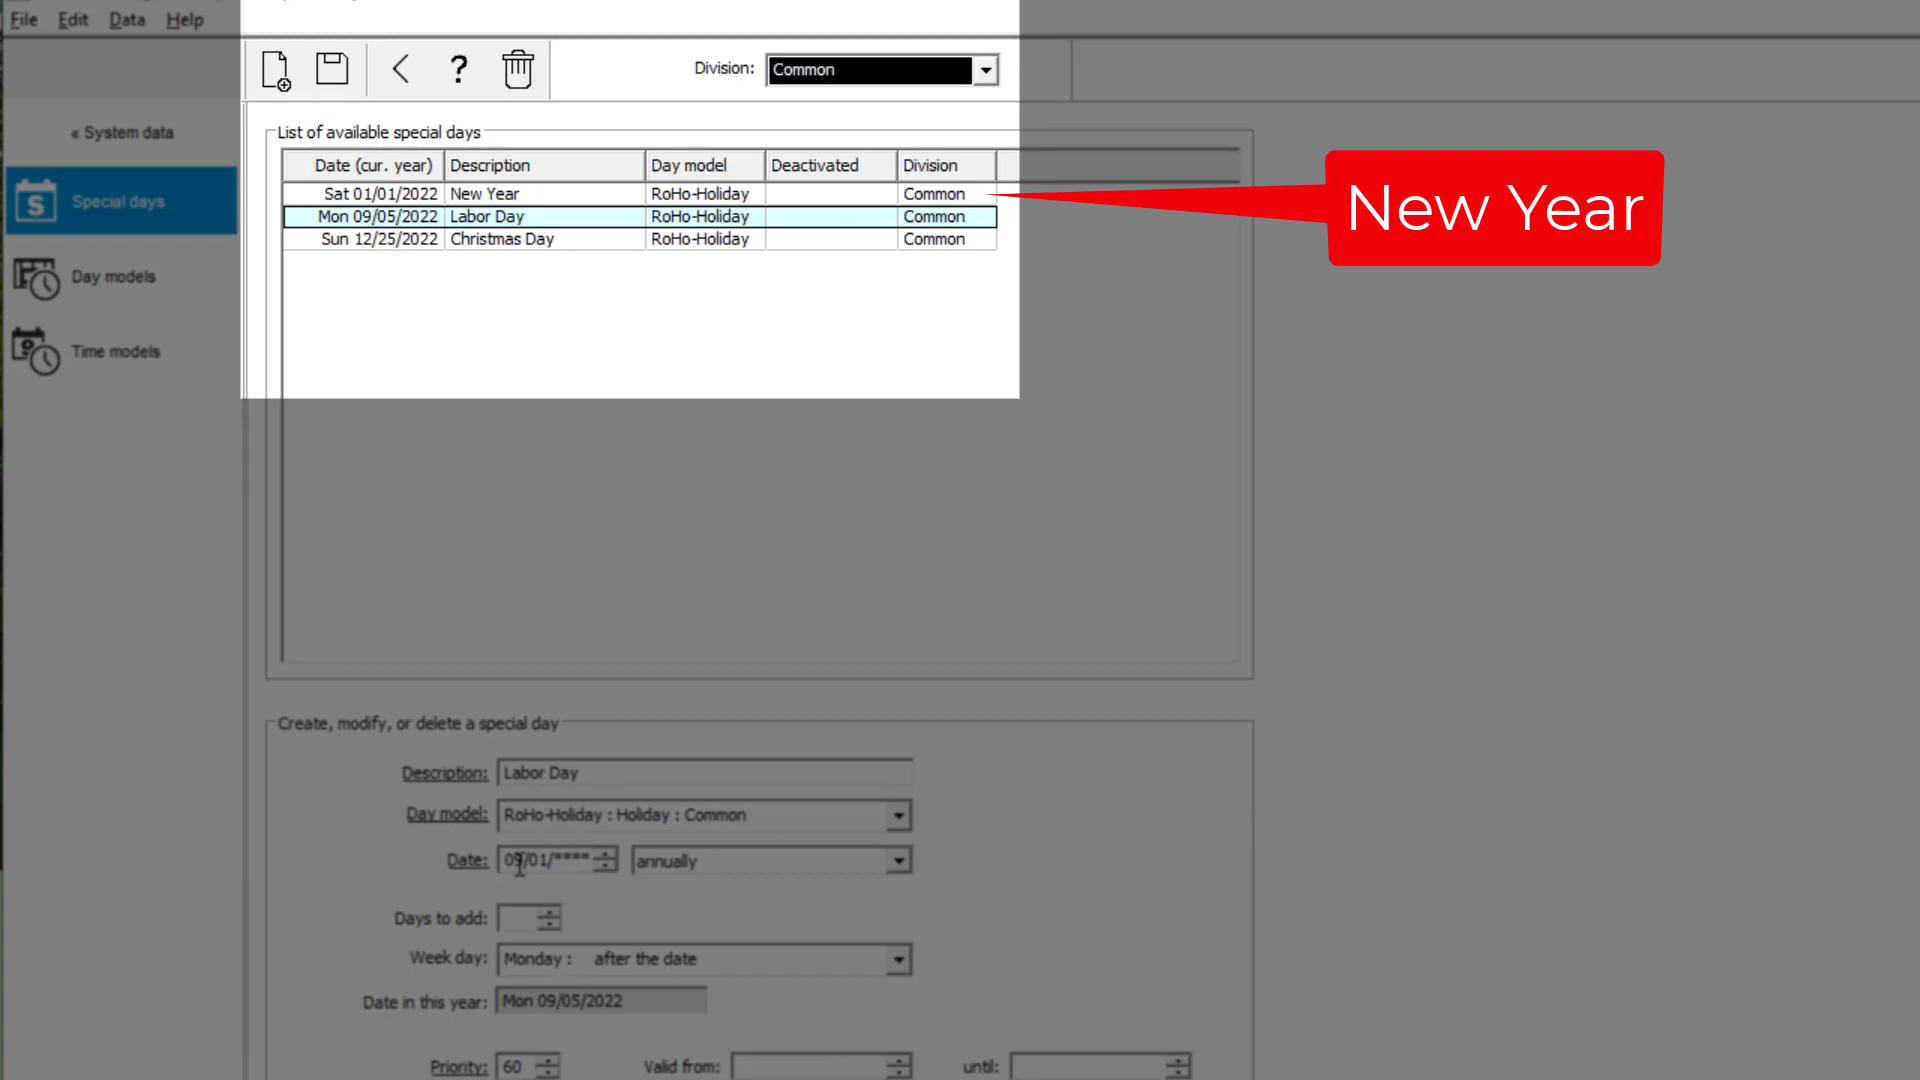 File Edit Data Help
Division: Common
« System data
Special days
Day models
Time models
List of available special days
Date (cur. year) Description Day model Deactivated Division
Sat 01/01/2022 New Year RoHo-Holiday Common
Mon 09/05/2022 Labor Day RoHo-Holiday Common
Sun 12/25/2022 Christmas Day RoHo-Holiday Common
New Year
Create, modify, or delete a special day
Description: Labor Day
Day model: RoHo-Holiday : Holiday : Common
Date: 09/01/**** annually
Days to add:
Week day: Monday : after the date
Date in this year: Mon 09/05/2022
Priority: 60 Valid from: until: